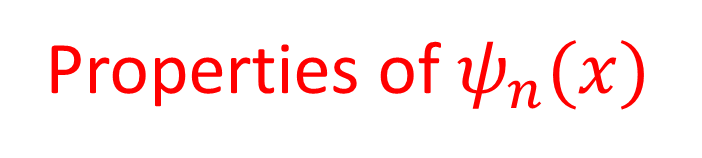 Properties of 𝜓ₙ(𝑥)